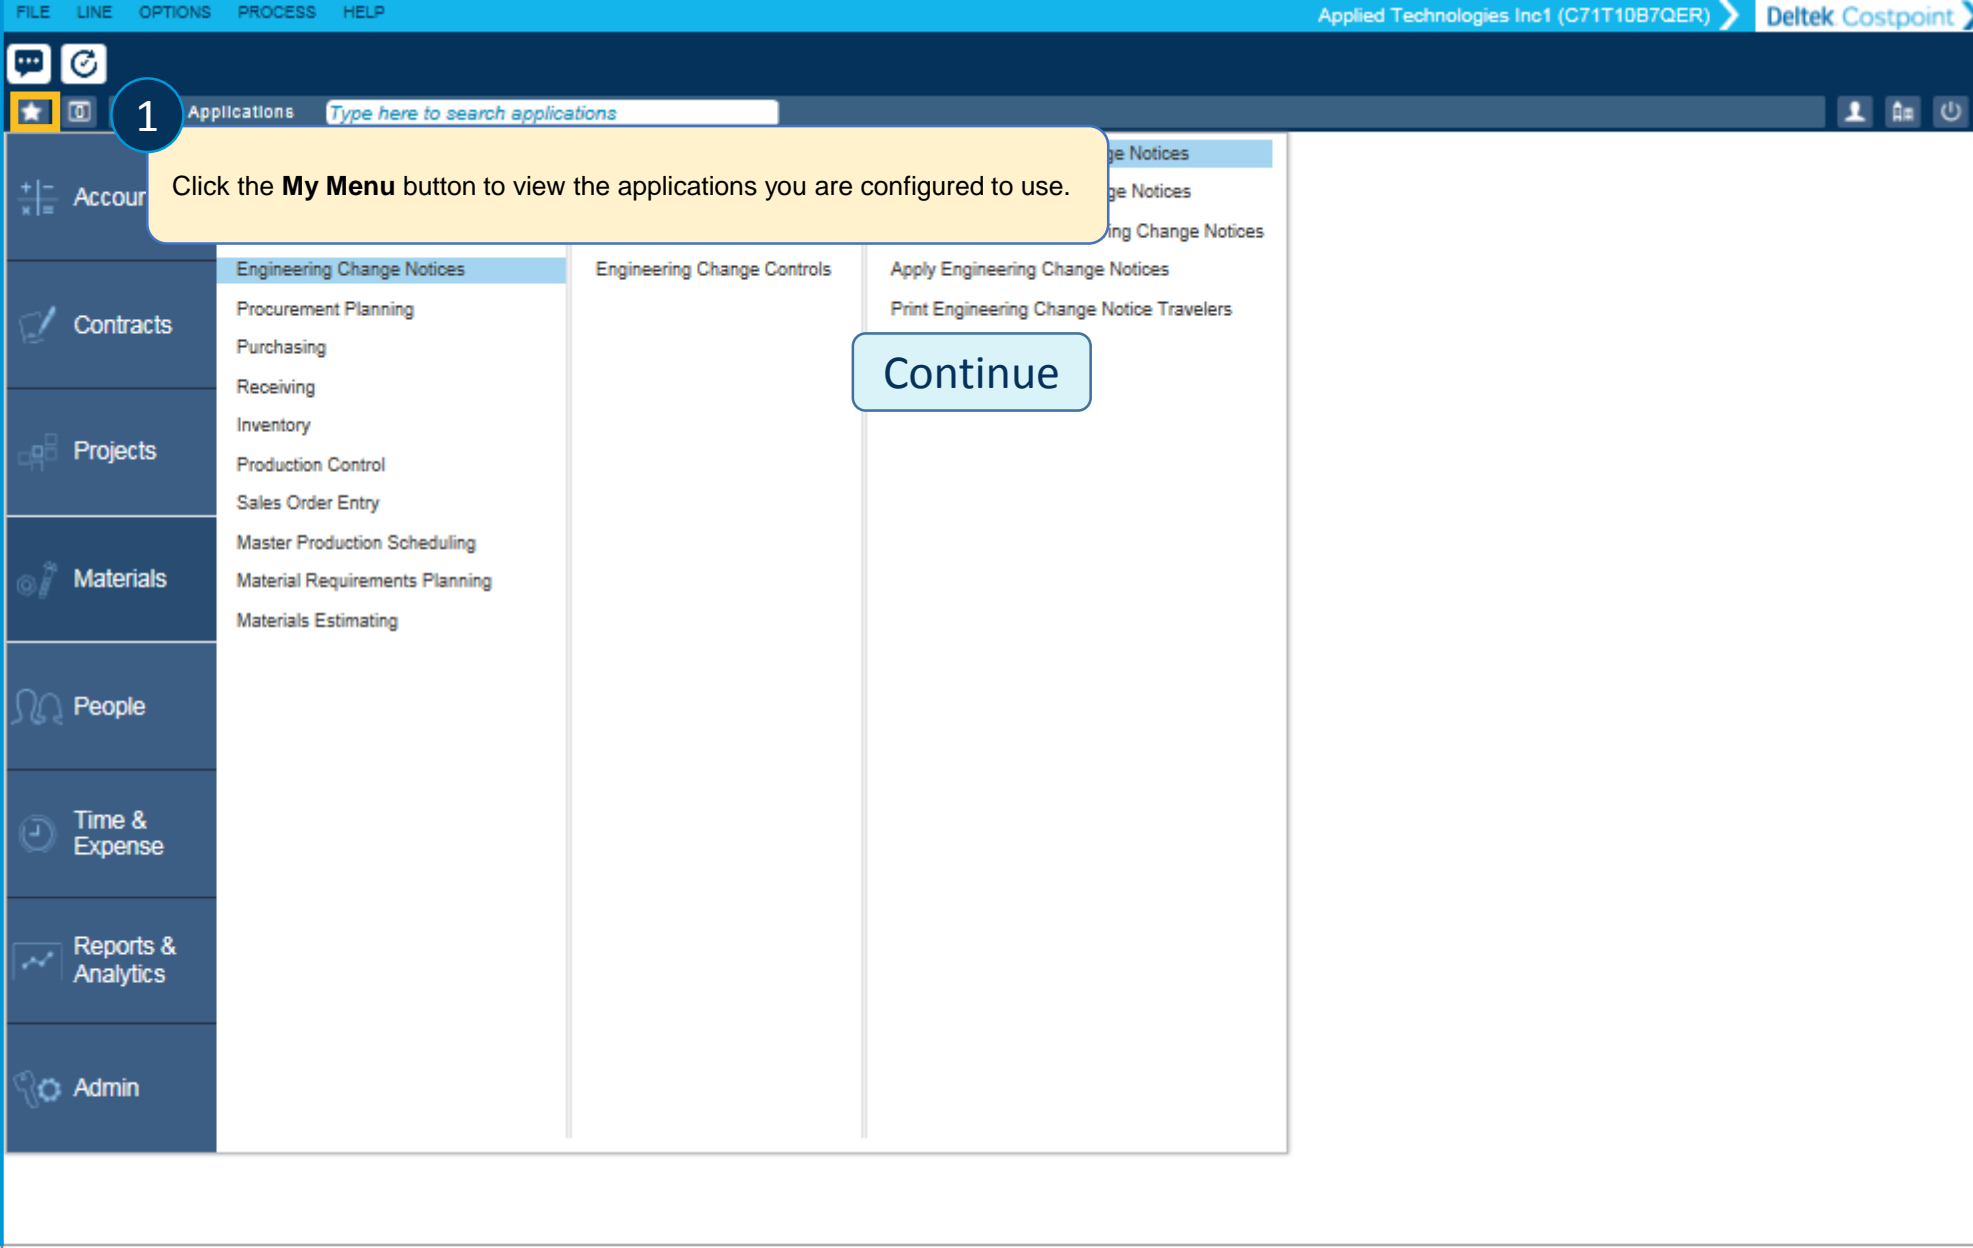 FILE LINE OPTIONS PROCESS HELP
Applied Technologies Inc1 (C71T10B7QER) Deltek Costpoint
1
Applications
Type here to search applications
Click the My Menu button to view the applications you are configured to use.
Accoun
Contracts
Projects
Materials
People
Time &
Expense
Reports &
Analytics
Admin
Engineering Change Notices
Procurement Planning
Purchasing
Receiving
Inventory
Production Control
Sales Order Entry
Master Production Scheduling
Material Requirements Planning
Materials Estimating
Engineering Change Controls
ge Notices
ge Notices
ing Change Notices
Apply Engineering Change Notices
Print Engineering Change Notice Travelers
Continue